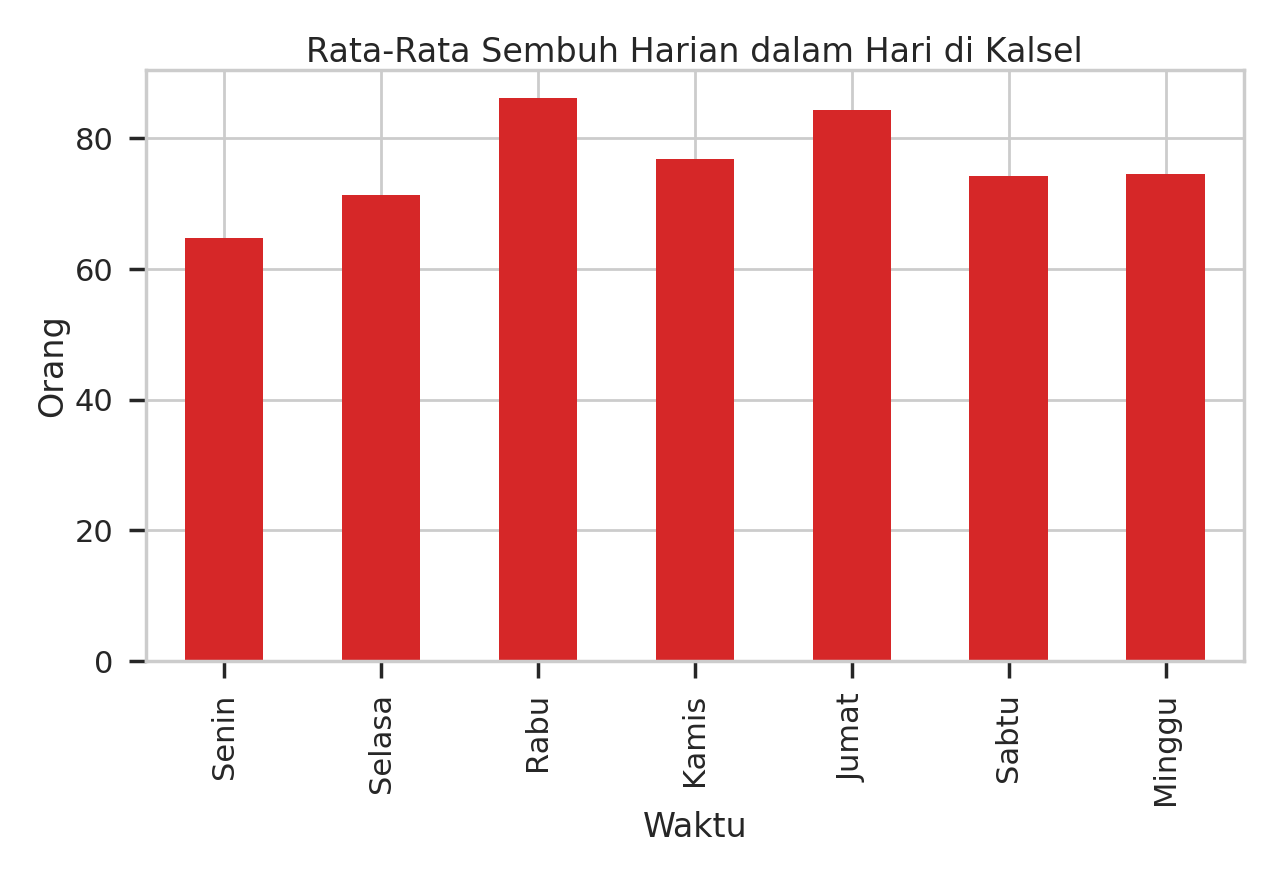 Rata-Rata Sembuh Harian dalam Hari di Kalsel
80
60
40
20
0
Orang
Senin
Selasa
Rabu
Kamis
Jumat
Sabtu
Minggu
Waktu